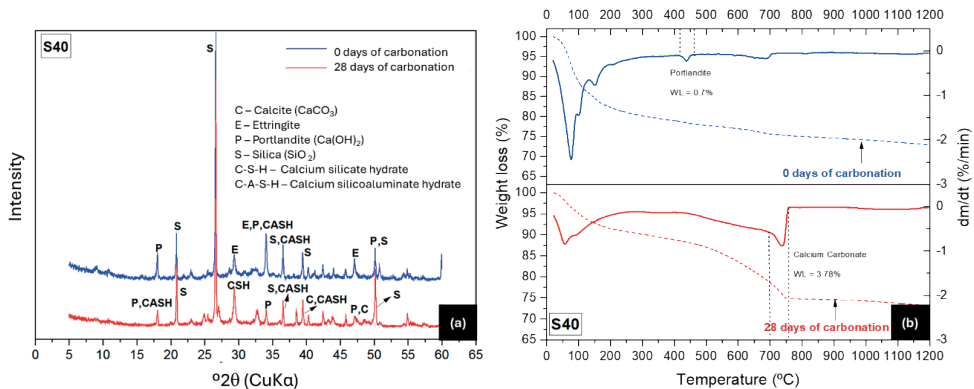 S40
0 days of carbonation
28 days of carbonation
C – Calcite (CaCO3)
E – Ettringite
P – Portlandite (Ca(OH)2)
S – Silica (SiO2)
C-S-H – Calcium silicate hydrate
C-A-S-H – Calcium silicoaluminate hydrate
S
P
S
E
E,P,CASH
S,CASH
S
E
P,S
P,CASH
S
CSH
P
S,CASH
C,CASH
P,C
S
(a)
Intensity
0 5 10 15 20 25 30 35 40 45 50 55 60 65
º2θ (CuKα)
0 100 200 300 400 500 600 700 800 900 1000 1100 1200
100
95
90
85
80
75
70
65
0
-1
-2
-3
Portlandite
WL = 0.7%
0 days of carbonation
Weight loss (%)
dm/dt (%/min)
100
95
90
85
80
75
70
65
0
-1
-2
-3
Calcium Carbonate
WL = 3.78%
28 days of carbonation
S40
(b)
0 100 200 300 400 500 600 700 800 900 1000 1100 1200
Temperature (ºC)